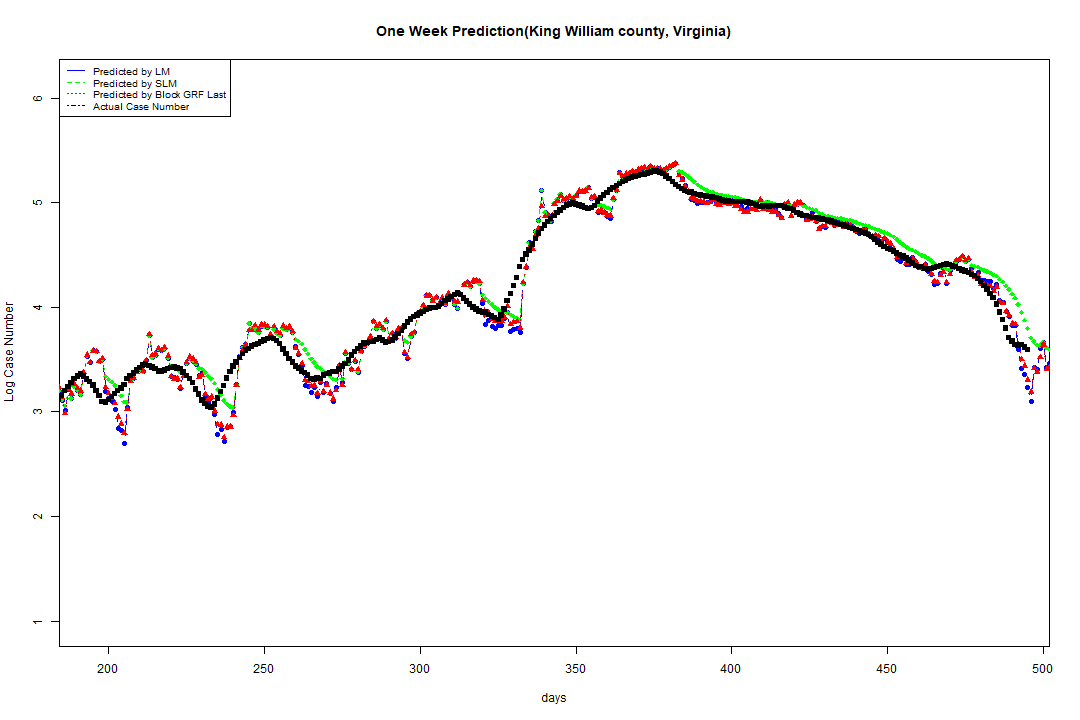 One Week Prediction(King William county, Virginia)
Predicted by LM
Predicted by SLM
Predicted by Block GRF Last
Actual Case Number
6
5
4
3
2
1
Log Case Number
200
250
300
350
400
450
500
days